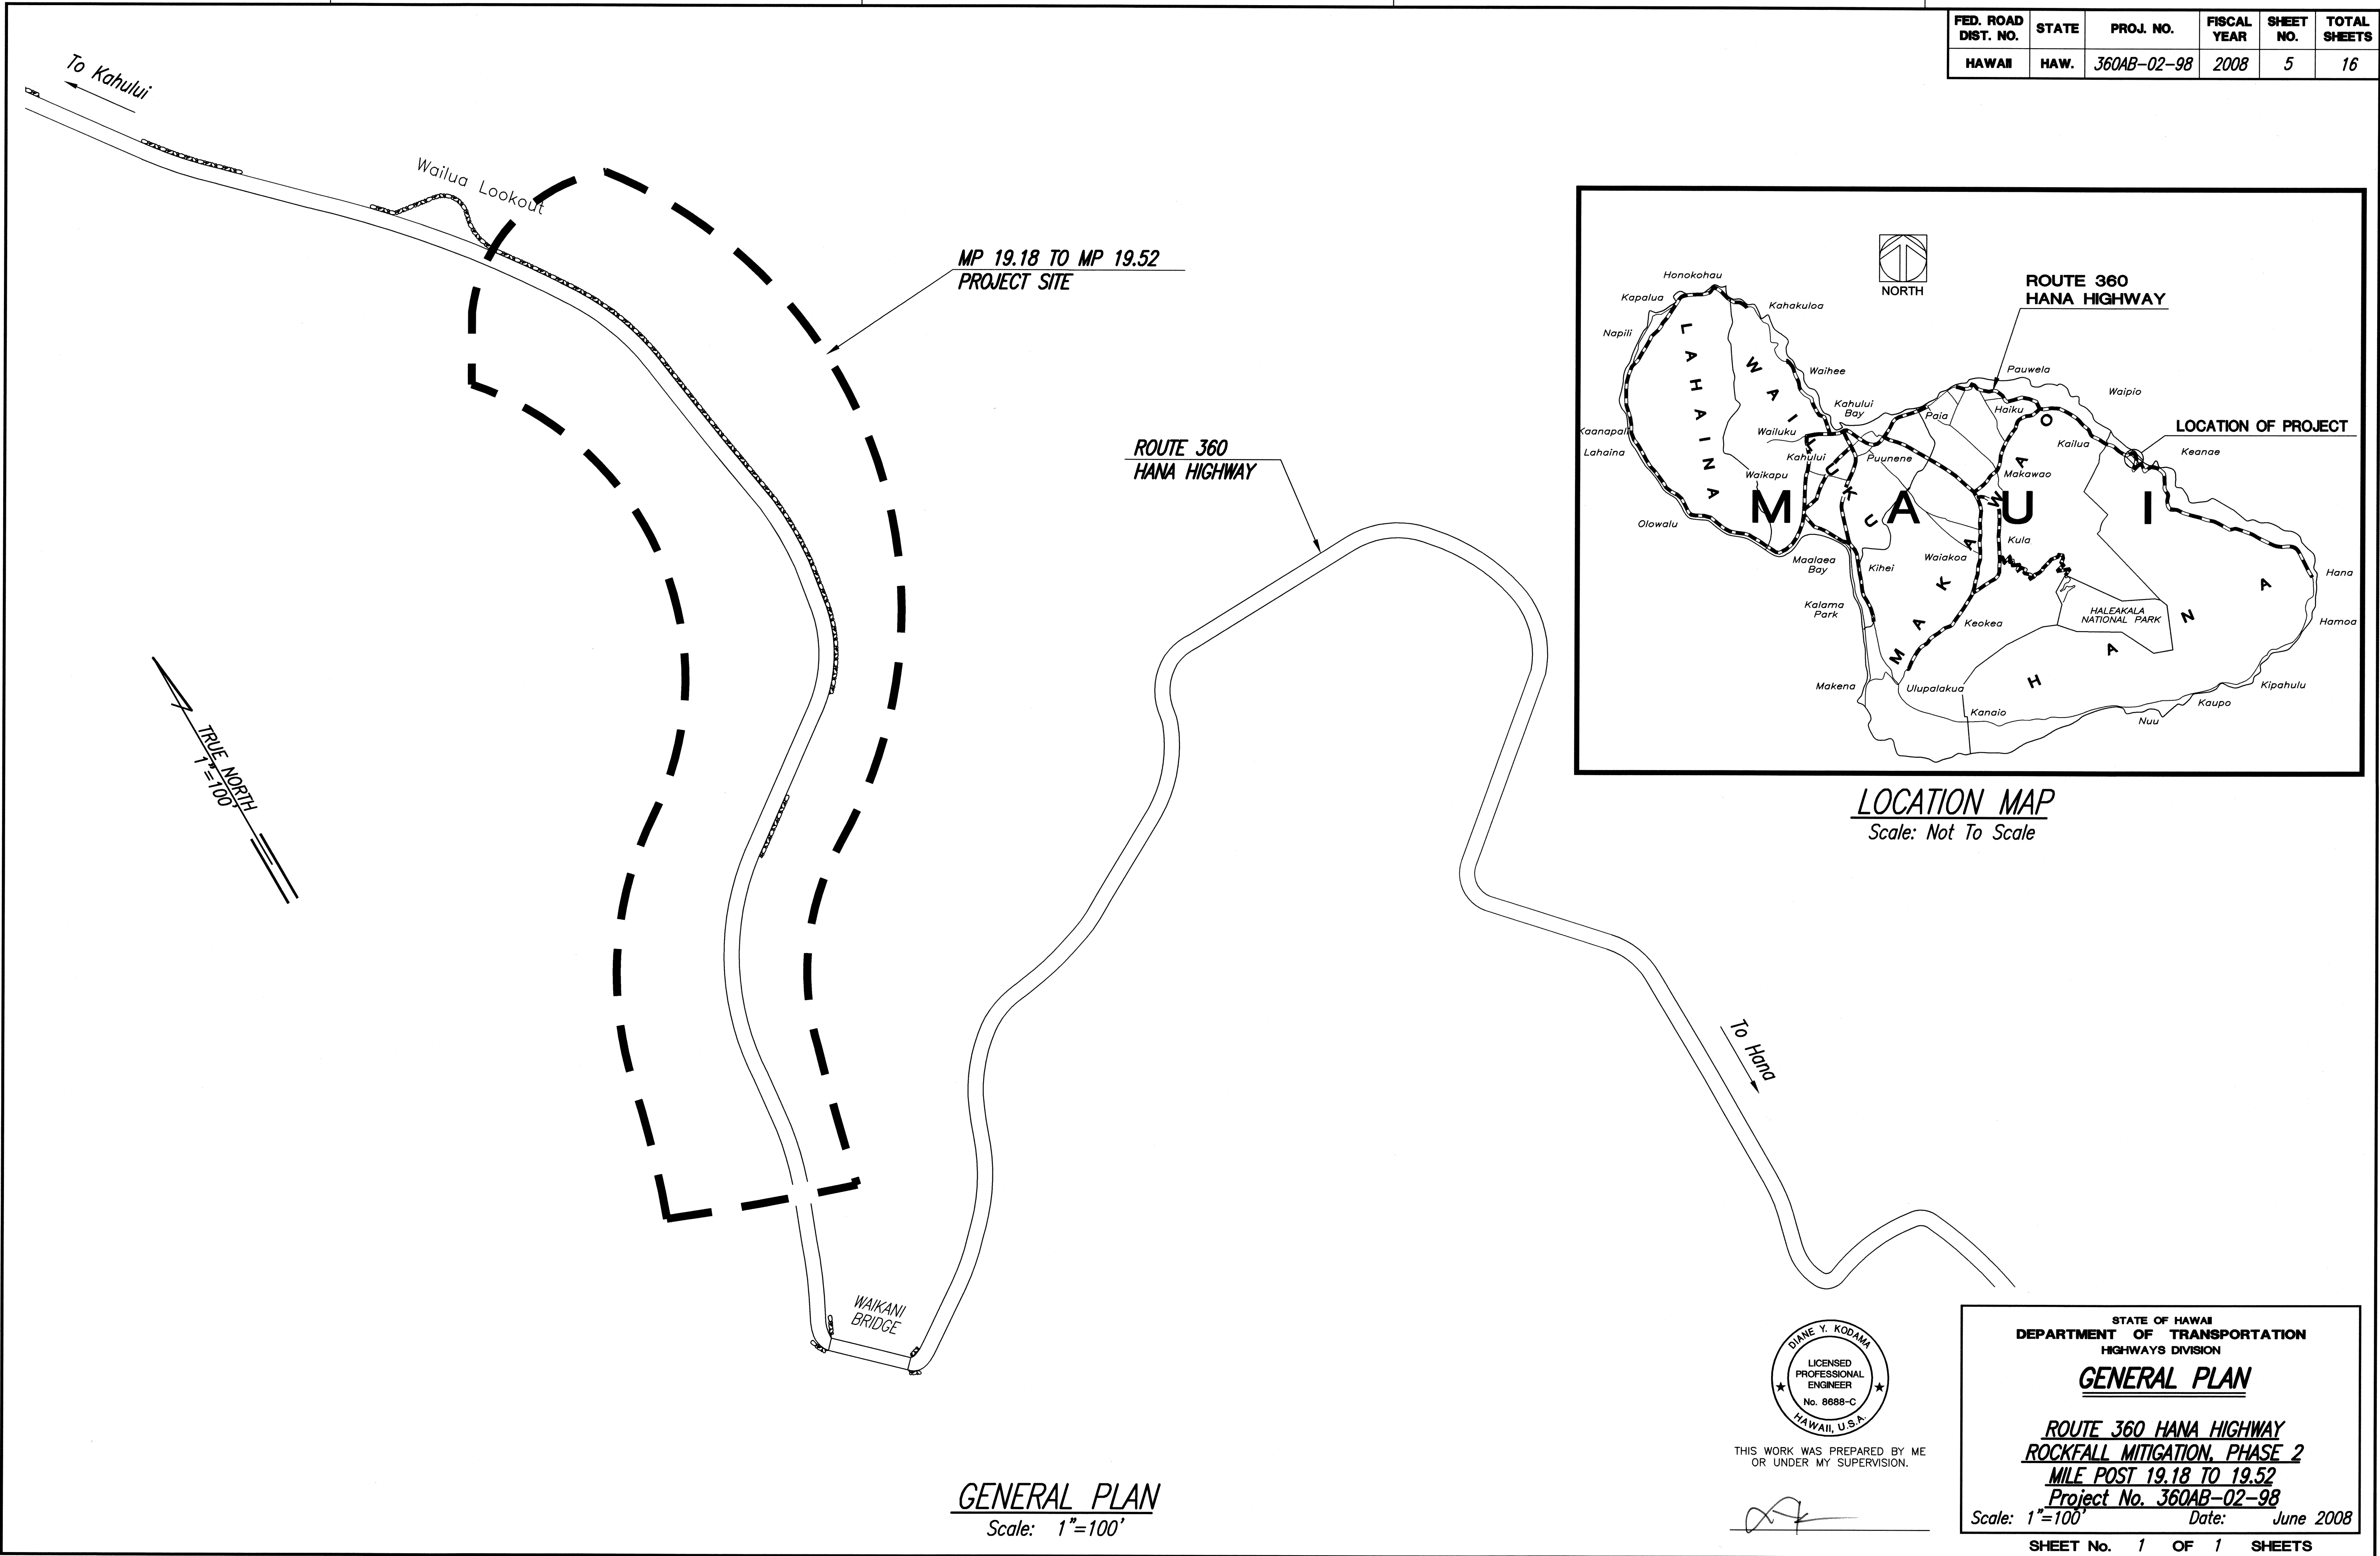 FED. ROAD DIST. NO. STATE PROJ. NO. FISCAL YEAR SHEET NO. TOTAL SHEETS
HAWAII HAW. 360AB-02-98 2008 5 16
To Kahului
Wailua Lookout
MP 19.18 TO MP 19.52
PROJECT SITE
ROUTE 360
HANA HIGHWAY
TRUE NORTH
1"=100'
To Hana
WAIKANI
BRIDGE
NORTH
ROUTE 360
HANA HIGHWAY
LOCATION OF PROJECT
Honokohau
Kapalua
Kahakuloa
Napili
LAHAINA
WAILUKU
Waihee
Pauwela
Waipio
Kahului
Bay
Paia
Haiku
Kaanapali
Wailuku
Kailua
Keanae
Lahaina
Kahului
Puunene
Makawao
Waikapu
MAKAWAO
MAUI
Olowalu
Kula
Maalaea
Bay
Kihei
Waiakoa
Hana
Kalama
Park
HALEAKALA
NATIONAL PARK
HANA
Keokea
Hamoa
Makena
Ulupalakua
Kipahulu
Kanaio
Kaupo
Nuu
LOCATION MAP
Scale: Not To Scale
GENERAL PLAN
Scale: 1"=100'
DIANE Y. KODAMA
LICENSED
PROFESSIONAL
ENGINEER
No. 8688-C
HAWAII, U.S.A.
THIS WORK WAS PREPARED BY ME
OR UNDER MY SUPERVISION.
STATE OF HAWAII
DEPARTMENT OF TRANSPORTATION
HIGHWAYS DIVISION
GENERAL PLAN
ROUTE 360 HANA HIGHWAY
ROCKFALL MITIGATION, PHASE 2
MILE POST 19.18 TO 19.52
Project No. 360AB-02-98
Scale: 1"=100' Date: June 2008
SHEET No. 1 OF 1 SHEETS